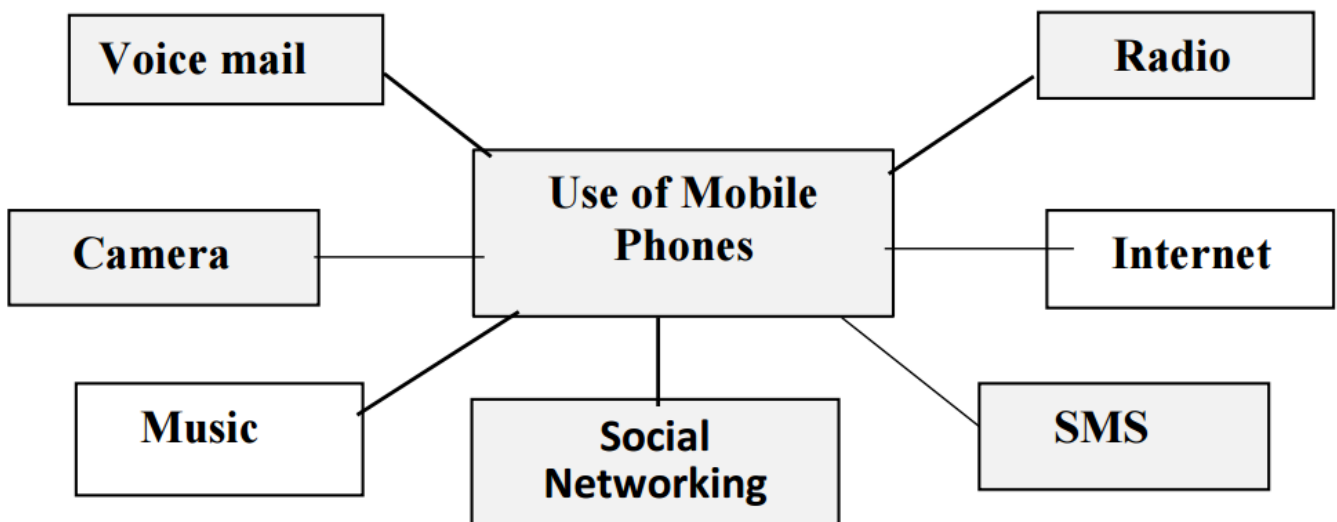 Voice mail
Radio
Use of Mobile
Phones
Camera
Internet
Music
Social
Networking
SMS